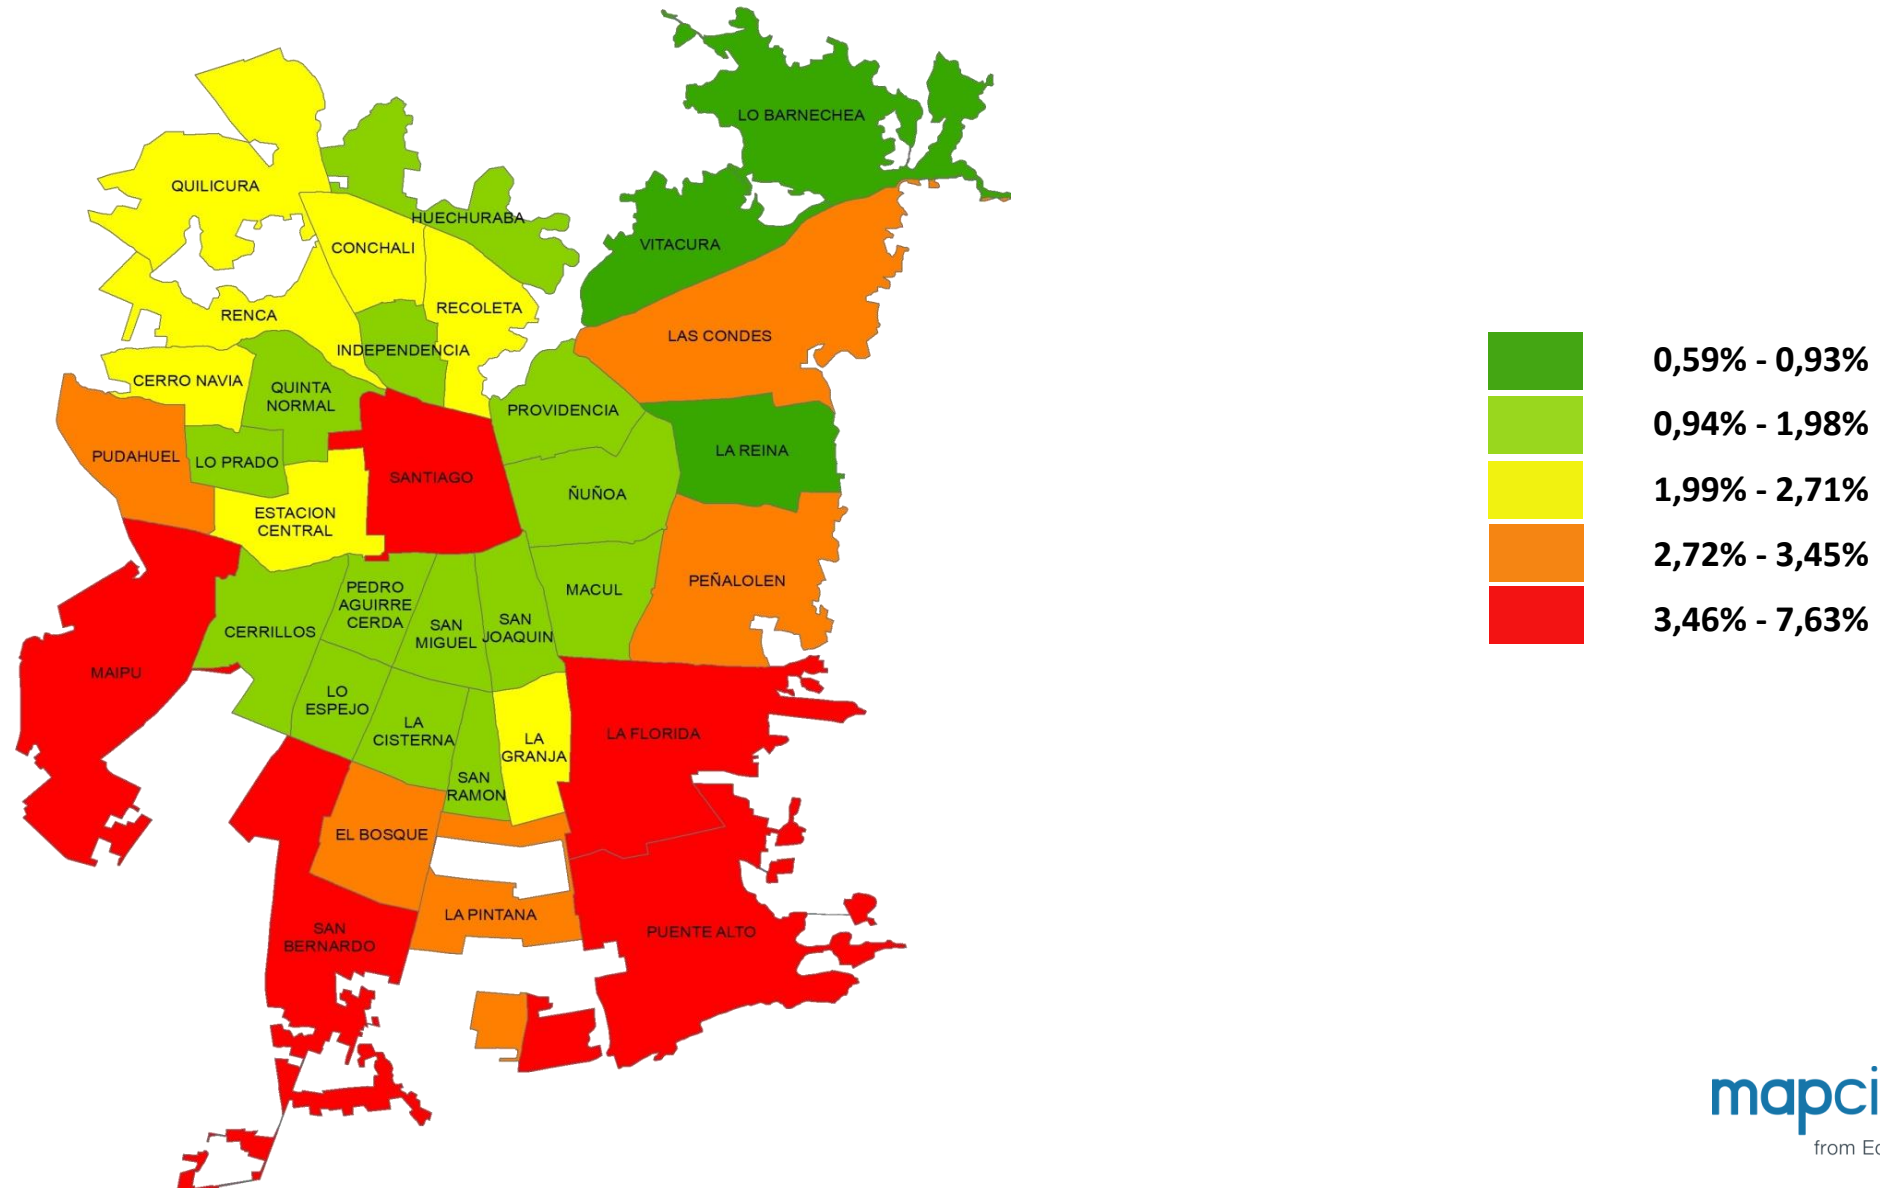 LO BARNECHEA
QUILICURA
HUECHURABA
VITACURA
CONCHALI
RECOLETA
RENCA
LAS CONDES
INDEPENDENCIA
CERRO NAVIA
QUINTA
NORMAL
PROVIDENCIA
LA REINA
PUDAHUEL
LO PRADO
SANTIAGO
ÑUÑOA
ESTACION
CENTRAL
PEÑALOLEN
PEDRO
AGUIRRE
CERDA
MACUL
CERRILLOS
SAN
MIGUEL
SAN
JOAQUIN
MAIPU
LO
ESPEJO
LA
CISTERNA
LA
GRANJA
LA FLORIDA
SAN
RAMON
EL BOSQUE
LA PINTANA
SAN
BERNARDO
PUENTE ALTO
0,59% - 0,93%
0,94% - 1,98%
1,99% - 2,71%
2,72% - 3,45%
3,46% - 7,63%
mapci
from Ec